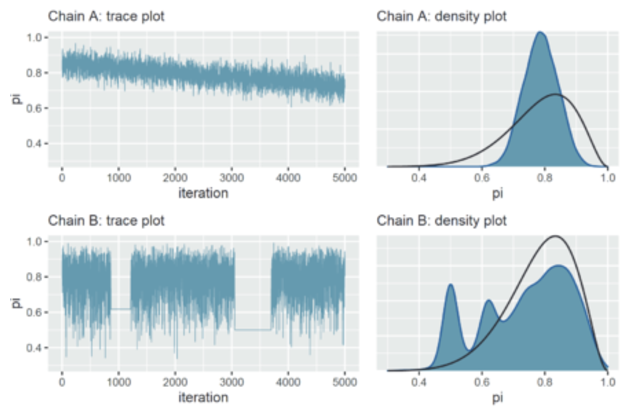 Chain A: trace plot
1.0
0.8
0.6
0.4
pi
0 1000 2000 3000 4000 5000
iteration
Chain A: density plot
0.4 0.6 0.8 1.0
pi
Chain B: trace plot
1.0
0.8
0.6
0.4
pi
0 1000 2000 3000 4000 5000
iteration
Chain B: density plot
0.4 0.6 0.8 1.0
pi